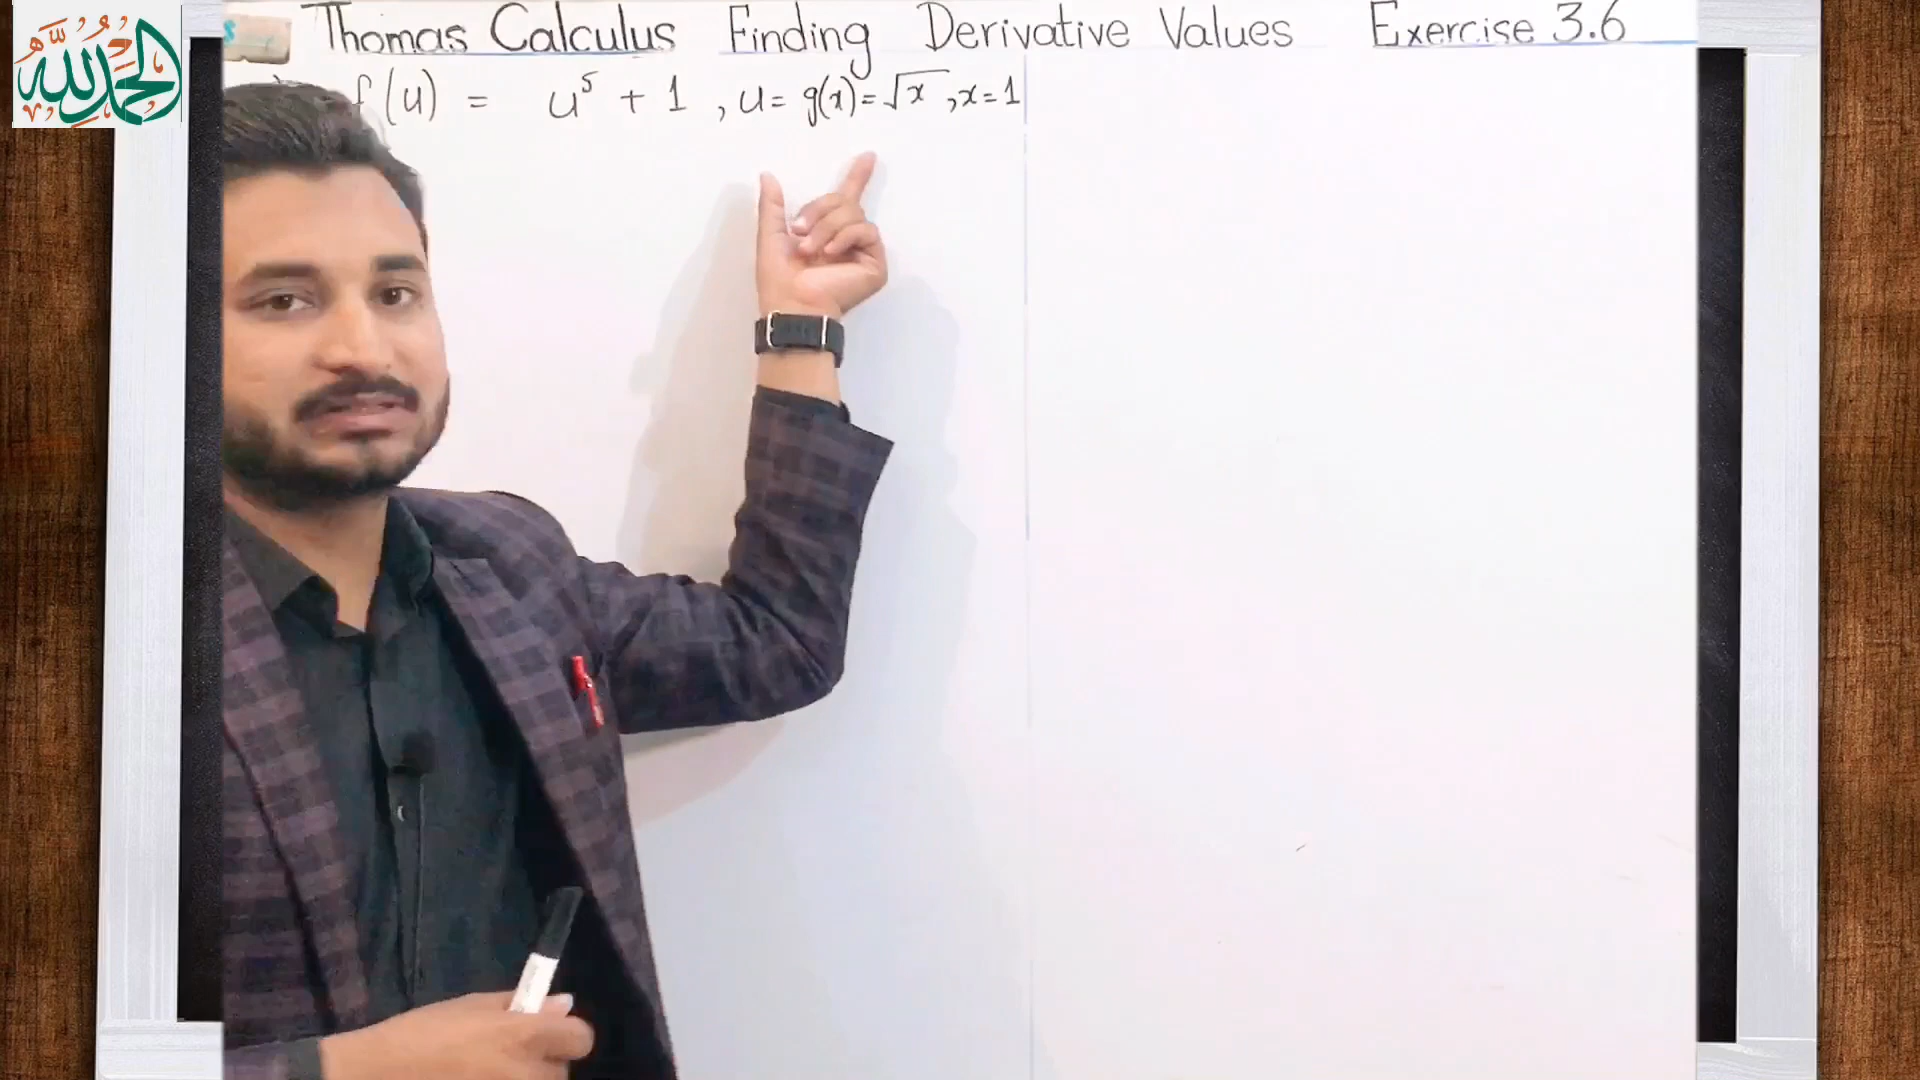 الحمد لله
Thomas Calculus Finding Derivative Values Exercise 3.6
f(u) = u⁵ + 1 , u = g(x) = √x , x = 1